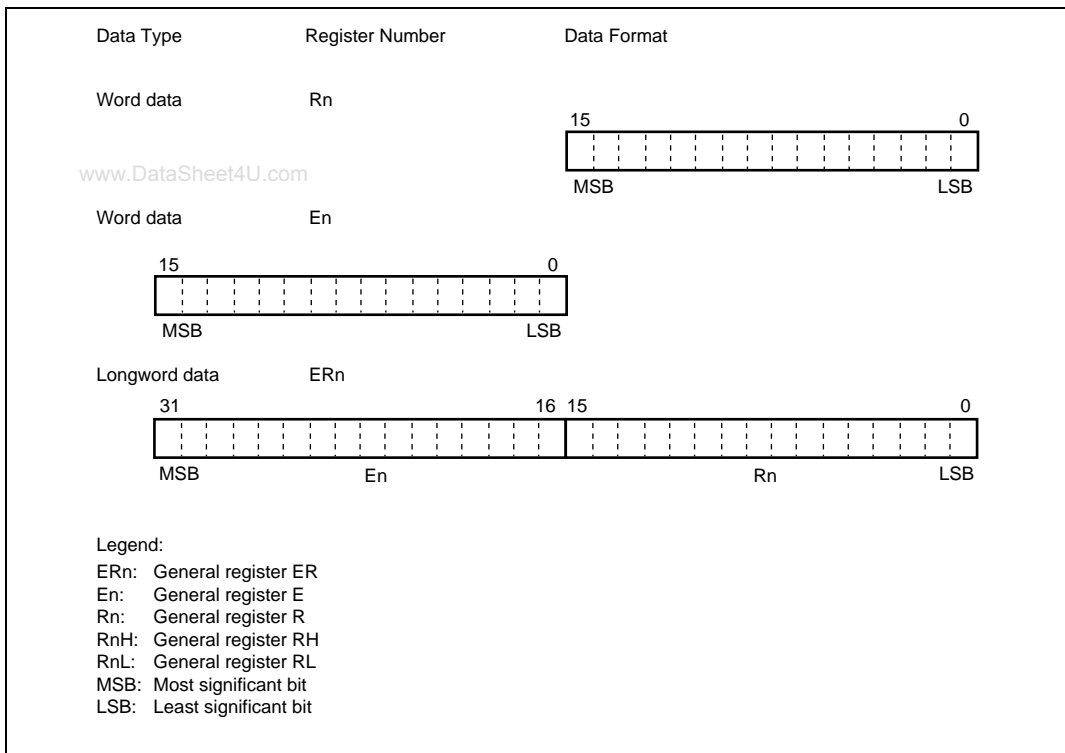 Data Type Register Number Data Format
Word data Rn
15 0
www.DataSheet4U.com
MSB LSB
Word data En
15 0
MSB LSB
Longword data ERn
31 16 15 0
MSB En Rn LSB
Legend:
ERn: General register ER
En: General register E
Rn: General register R
RnH: General register RH
RnL: General register RL
MSB: Most significant bit
LSB: Least significant bit